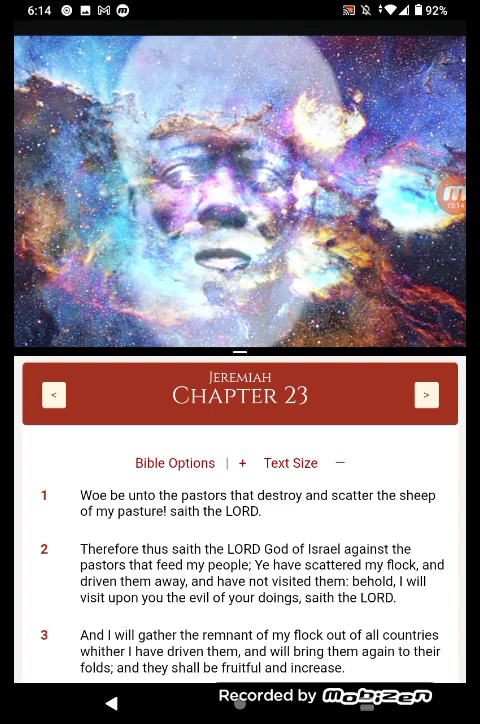 6:14
92%
13:14
JEREMIAH
CHAPTER 23
<
>
Bible Options | + Text Size —
1 Woe be unto the pastors that destroy and scatter the sheep
of my pasture! saith the LORD.
2 Therefore thus saith the LORD God of Israel against the
pastors that feed my people; Ye have scattered my flock, and
driven them away, and have not visited them: behold, I will
visit upon you the evil of your doings, saith the LORD.
3 And I will gather the remnant of my flock out of all countries
whither I have driven them, and will bring them again to their
folds; and they shall be fruitful and increase.
Recorded by Mobizen